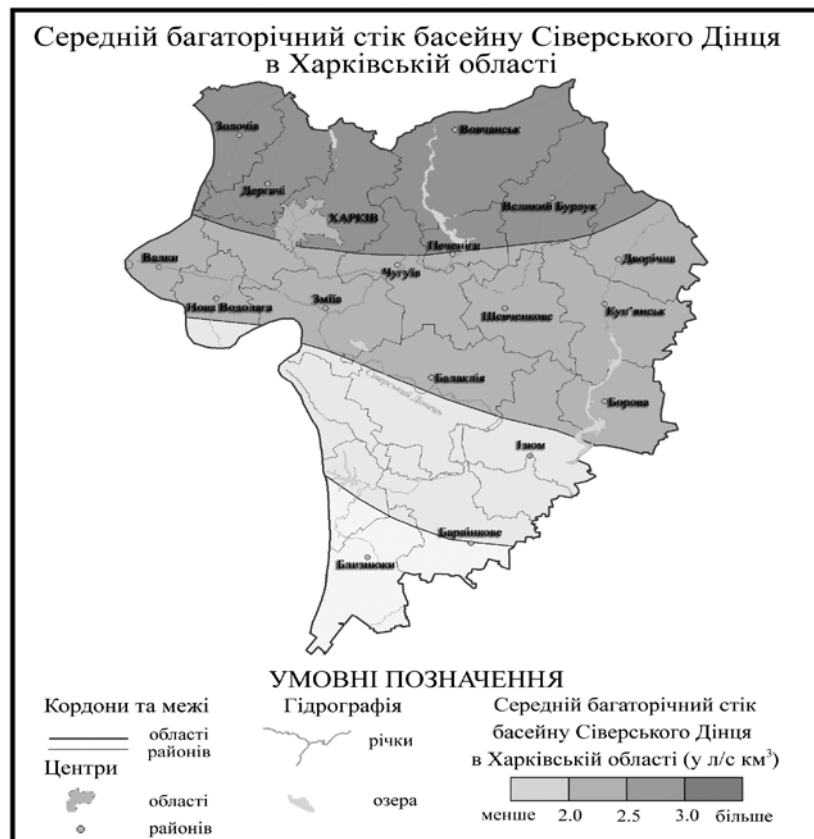 Середній багаторічний стік басейну Сіверського Дінця
в Харківській області
Золочів
Вовчанськ
Дергачі
ХАРКІВ
Великий Бурлук
Печеніги
Валки
Чугуїв
Дворічна
Нова Водолага
Зміїв
Шевченкове
Куп'янськ
Балаклія
Сіверський Донець
Борова
Ізюм
Барвінкове
Близнюки
УМОВНІ ПОЗНАЧЕННЯ
Кордони та межі
області
районів
Центри
області
районів
Гідрографія
річки
озера
Середній багаторічний стік
басейну Сіверського Дінця
в Харківській області (у л/с км³)
менше 2.0 2.5 3.0 більше